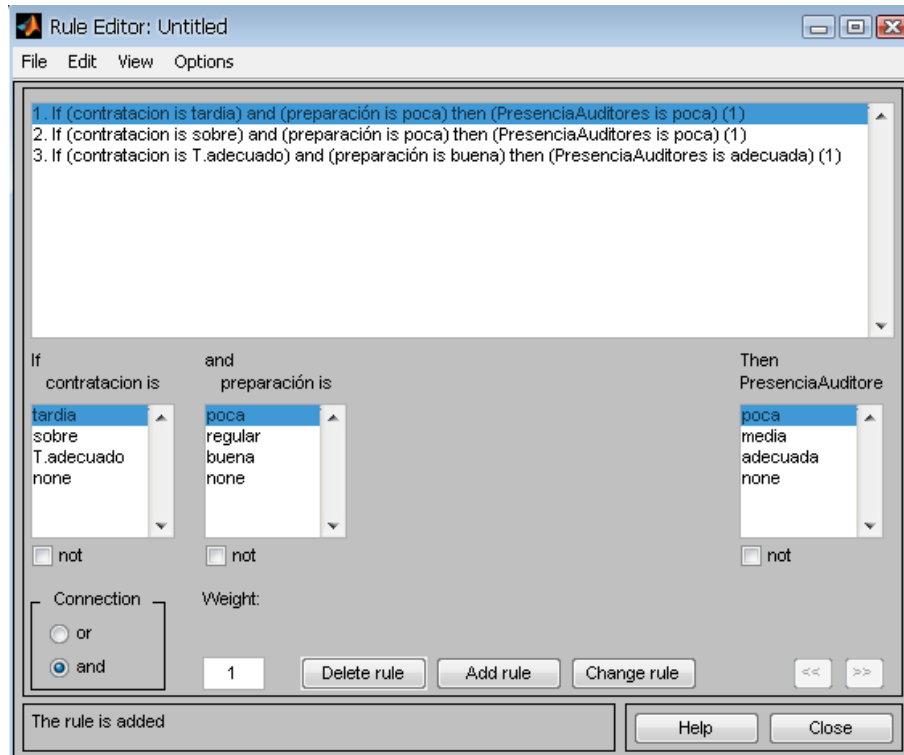 Rule Editor: Untitled
File Edit View Options
1. If (contratacion is tardia) and (preparación is poca) then (PresenciaAuditores is poca) (1)
2. If (contratacion is sobre) and (preparación is poca) then (PresenciaAuditores is poca) (1)
3. If (contratacion is T.adecuado) and (preparación is buena) then (PresenciaAuditores is adecuada) (1)
If and Then
contratacion is preparación is PresenciaAuditore
tardia poca poca
sobre regular media
T.adecuado buena adecuada
none none none
not not not
Connection Weight:
or
and 1 Delete rule Add rule Change rule << >>
The rule is added Help Close